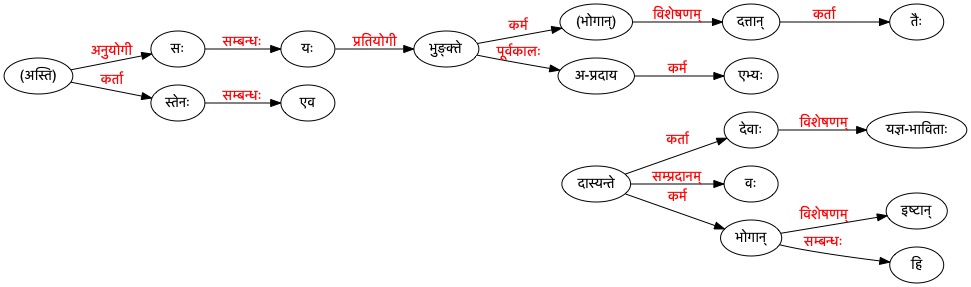 कर्म (भोगान्) विशेषणम् दत्तान् कर्ता तैः
अनुयोगी सः सम्बन्धः यः प्रतियोगी भुङ्क्ते पूर्वकालः
(अस्ति) अ-प्रदाय कर्म एभ्यः
कर्ता स्तेनः सम्बन्धः एव
कर्ता देवाः विशेषणम् यज्ञ-भाविताः
दास्यन्ते सम्प्रदानम् वः
कर्म विशेषणम् इष्टान्
भोगान् सम्बन्धः
हि